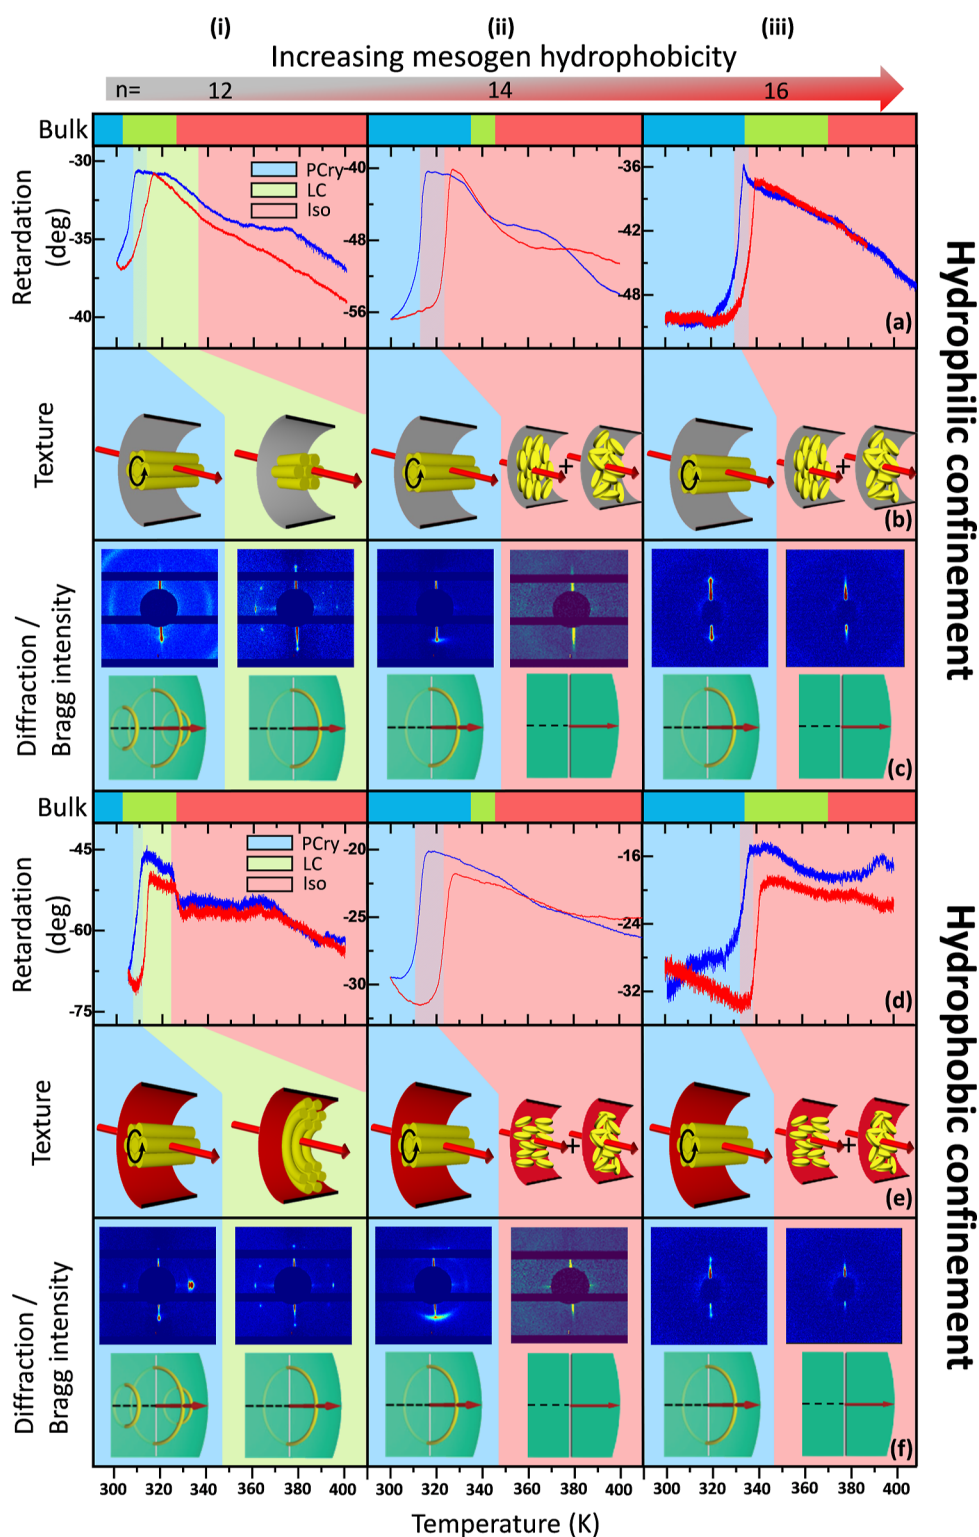 (i) (ii) (iii)
Increasing mesogen hydrophobicity
n= 12 14 16
Bulk
Retardation
(deg)
-30
-35
-40
PCry
LC
Iso
-40
-48
-56
-36
-42
-48
(a)
Hydrophilic confinement
Texture
+
+
(b)
Diffraction /
Bragg intensity
(c)
Bulk
Retardation
(deg)
-45
-60
-75
PCry
LC
Iso
-20
-25
-30
-16
-24
-32
(d)
Hydrophobic confinement
Texture
+
+
(e)
Diffraction /
Bragg intensity
(f)
300 320 340 360 380 400 300 320 340 360 380 400 300 320 340 360 380 400
Temperature (K)